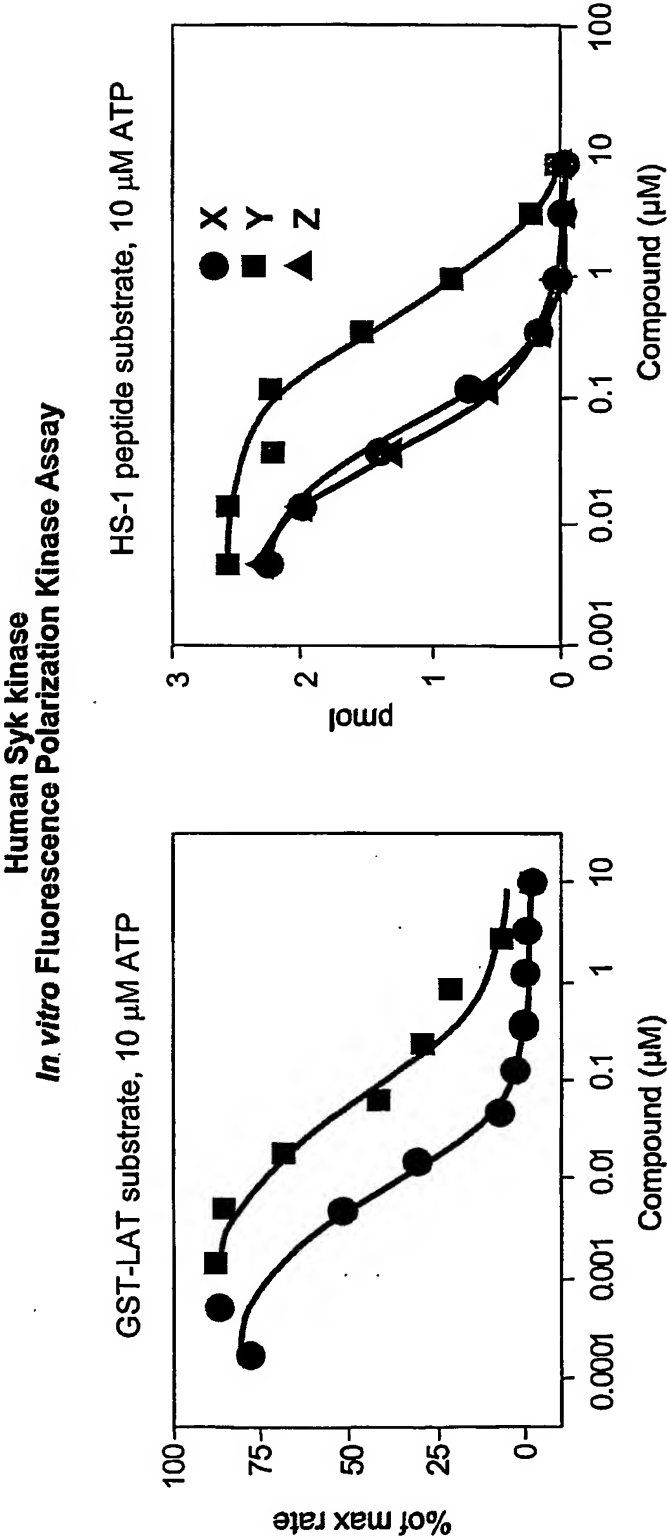 Human Syk kinase
In vitro Fluorescence Polarization Kinase Assay
GST-LAT substrate, 10 µM ATP
% of max rate
100
75
50
25
0
0.0001
0.001
0.01
0.1
1
10
Compound (µM)
HS-1 peptide substrate, 10 µM ATP
X
Y
Z
pmol
3
2
1
0
0.001
0.01
0.1
1
10
100
Compound (µM)